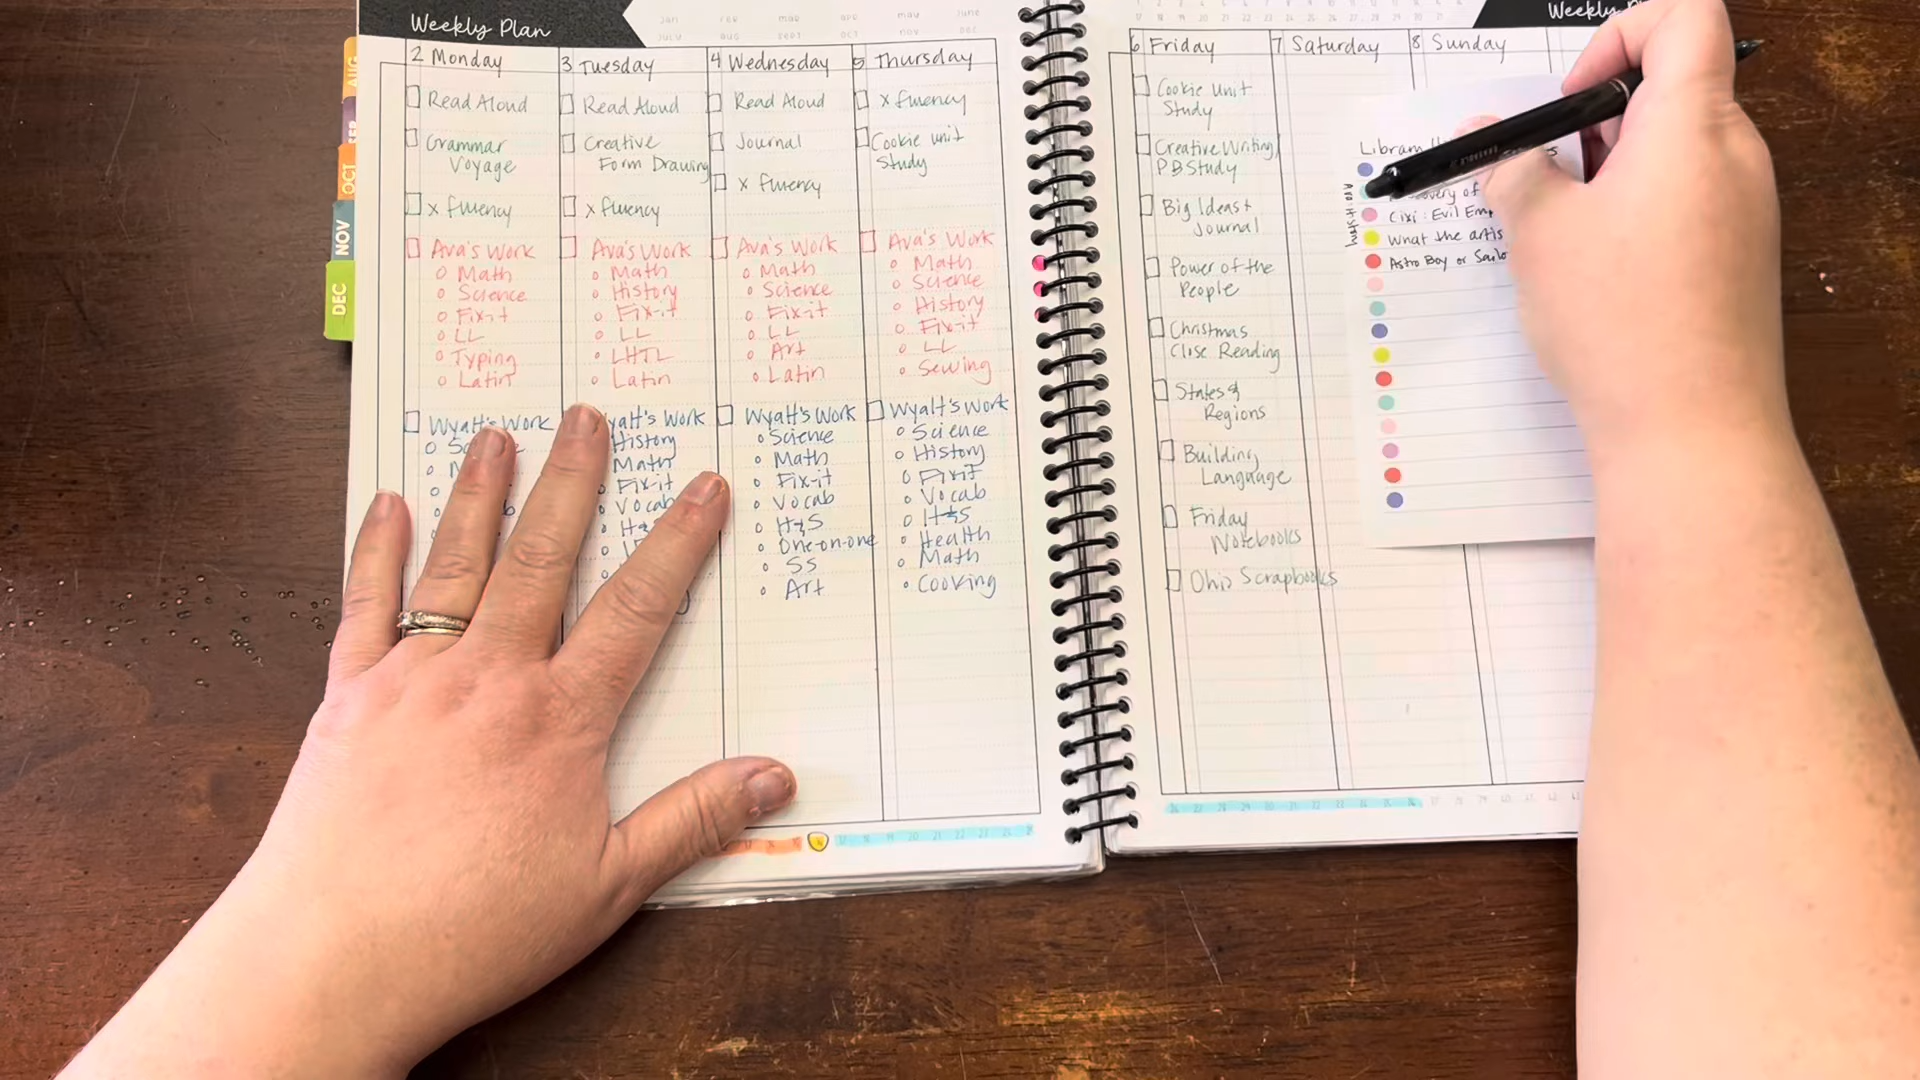 Weekly Plan
2 Monday
Read Aloud
Grammar
Voyage
x fluency
Ava's Work
Math
Science
Fix-it
LL
Typing
Latin
Wyatt's Work
3 Tuesday
Read Aloud
Creative
Form Drawing
x fluency
Ava's Work
Math
History
Fix-it
LL
LHTL
Latin
Wyatt's Work
History
Math
Fix-it
Vocab
4 Wednesday
Read Aloud
Journal
x fluency
Ava's Work
Math
Science
Fix-it
LL
Art
Latin
Wyatt's Work
Science
Math
Fix-it
Vocab
H&S
One-on-one
SS
Art
5 Thursday
x fluency
Cookie unit
Study
Ava's Work
Math
Science
History
Fix-it
LL
Sewing
Wyatt's Work
Science
History
Fix-it
Vocab
H&S
Health
Math
Cooking
Weekly
6 Friday
Cookie Unit
Study
Creative Writing/
PB Study
Big Ideas +
Journal
Power of the
People
Christmas
Close Reading
States &
Regions
Building
Language
Friday
Notebooks
Ohio Scrapbooks
7 Saturday
8 Sunday
Cixi: Evil
What the
Astro Boy or
AUG
OCT
NOV
DEC